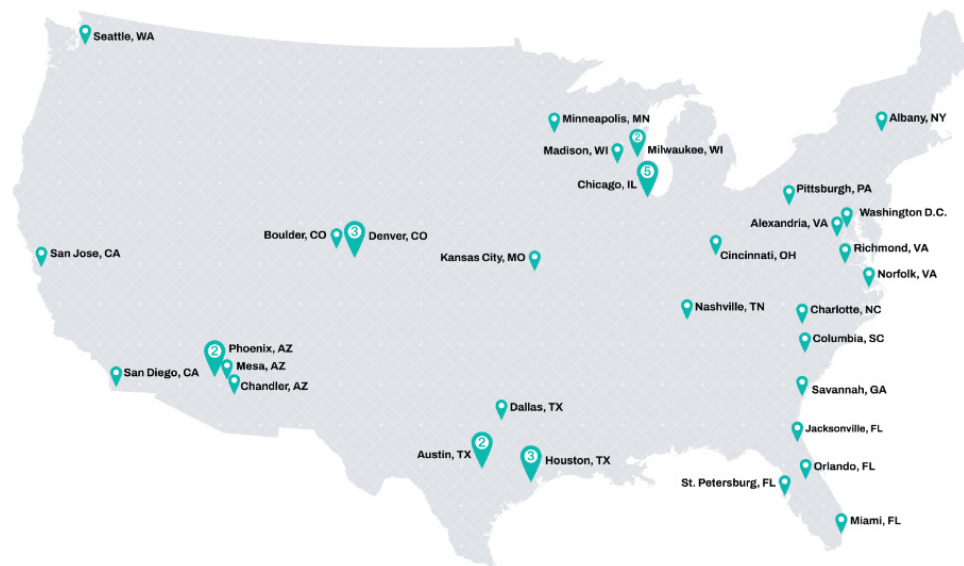 Seattle, WA
Minneapolis, MN
Albany, NY
2
Madison, WI
Milwaukee, WI
5
Chicago, IL
Pittsburgh, PA
Washington D.C.
Alexandria, VA
3
Boulder, CO
Denver, CO
Richmond, VA
San Jose, CA
Kansas City, MO
Cincinnati, OH
Norfolk, VA
Nashville, TN
Charlotte, NC
Columbia, SC
2
Phoenix, AZ
Mesa, AZ
San Diego, CA
Chandler, AZ
Savannah, GA
Dallas, TX
Jacksonville, FL
2
Austin, TX
3
Houston, TX
Orlando, FL
St. Petersburg, FL
Miami, FL